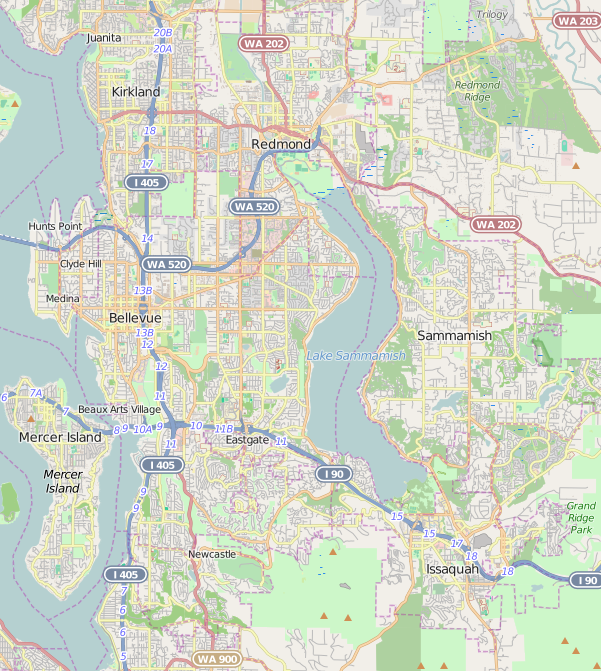 Trilogy
20B
WA 203
Juanita
WA 202
20A
Kirkland
Redmond
Ridge
18
Redmond
17
I 405
WA 520
Hunts Point
WA 202
14
Clyde Hill
WA 520
13B
Medina
Bellevue
13B
Sammamish
12
Lake Sammamish
12
6
7A
11
7
Beaux Arts Village
8
9
10A
9
10
11B
Mercer Island
Eastgate
11
11
I 405
I 90
Mercer
Island
9
9
Grand
Ridge
Park
15
15
17
18
Newcastle
Issaquah
18
I 405
I 90
7
6
6
5
WA 900